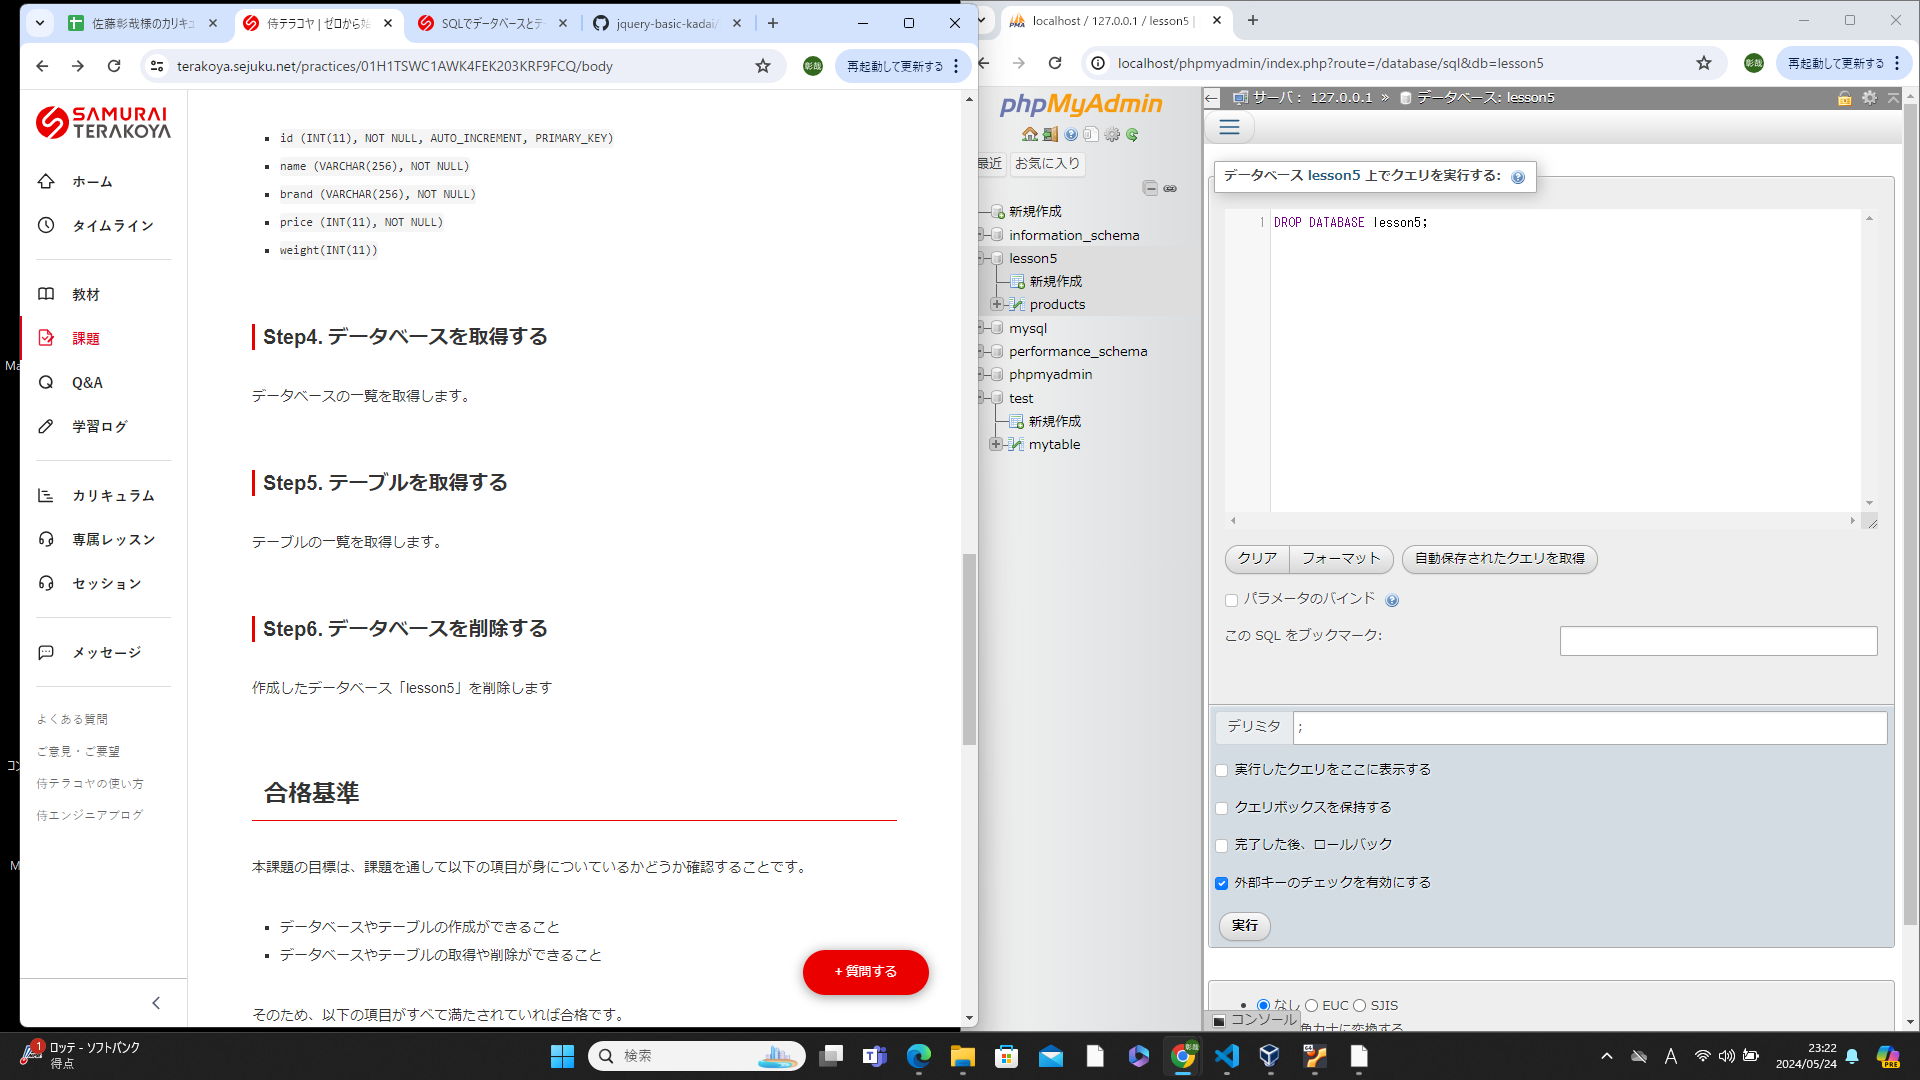 佐藤彰哉様のカリキュ
侍テラコヤ | ゼロから始
SQLでデータベースとテー
jquery-basic-kadai/
terakoya.sejuku.net/practices/01H1TSWC1AWK4FEK203KRF9FCQ/body
彰哉
再起動して更新する
SAMURAI
TERAKOYA
ホーム
タイムライン
教材
課題
Q&A
学習ログ
カリキュラム
専属レッスン
セッション
メッセージ
よくある質問
ご意見・ご要望
侍テラコヤの使い方
侍エンジニアブログ
id (INT(11), NOT NULL, AUTO_INCREMENT, PRIMARY_KEY)
name (VARCHAR(256), NOT NULL)
brand (VARCHAR(256), NOT NULL)
price (INT(11), NOT NULL)
weight(INT(11))
Step4. データベースを取得する
データベースの一覧を取得します。
Step5. テーブルを取得する
テーブルの一覧を取得します。
Step6. データベースを削除する
作成したデータベース「lesson5」を削除します
合格基準
本課題の目標は、課題を通して以下の項目が身についているかどうか確認することです。
データベースやテーブルの作成ができること
データベースやテーブルの取得や削除ができること
+ 質問する
そのため、以下の項目がすべて満たされていれば合格です。
localhost / 127.0.0.1 / lesson5 |
localhost/phpmyadmin/index.php?route=/database/sql&db=lesson5
彰哉
再起動して更新する
phpMyAdmin
最近
お気に入り
新規作成
information_schema
lesson5
新規作成
products
mysql
performance_schema
phpmyadmin
test
新規作成
mytable
サーバ: 127.0.0.1 » データベース: lesson5
データベース lesson5 上でクエリを実行する:
1
DROP DATABASE lesson5;
クリア
フォーマット
自動保存されたクエリを取得
パラメータのバインド
この SQL をブックマーク:
デリミタ
;
実行したクエリをここに表示する
クエリボックスを保持する
完了した後、ロールバック
外部キーのチェックを有効にする
実行
なし
EUC
SJIS
コンソール
1
ロッテ - ソフトバンク
得点
検索
A
23:22
2024/05/24